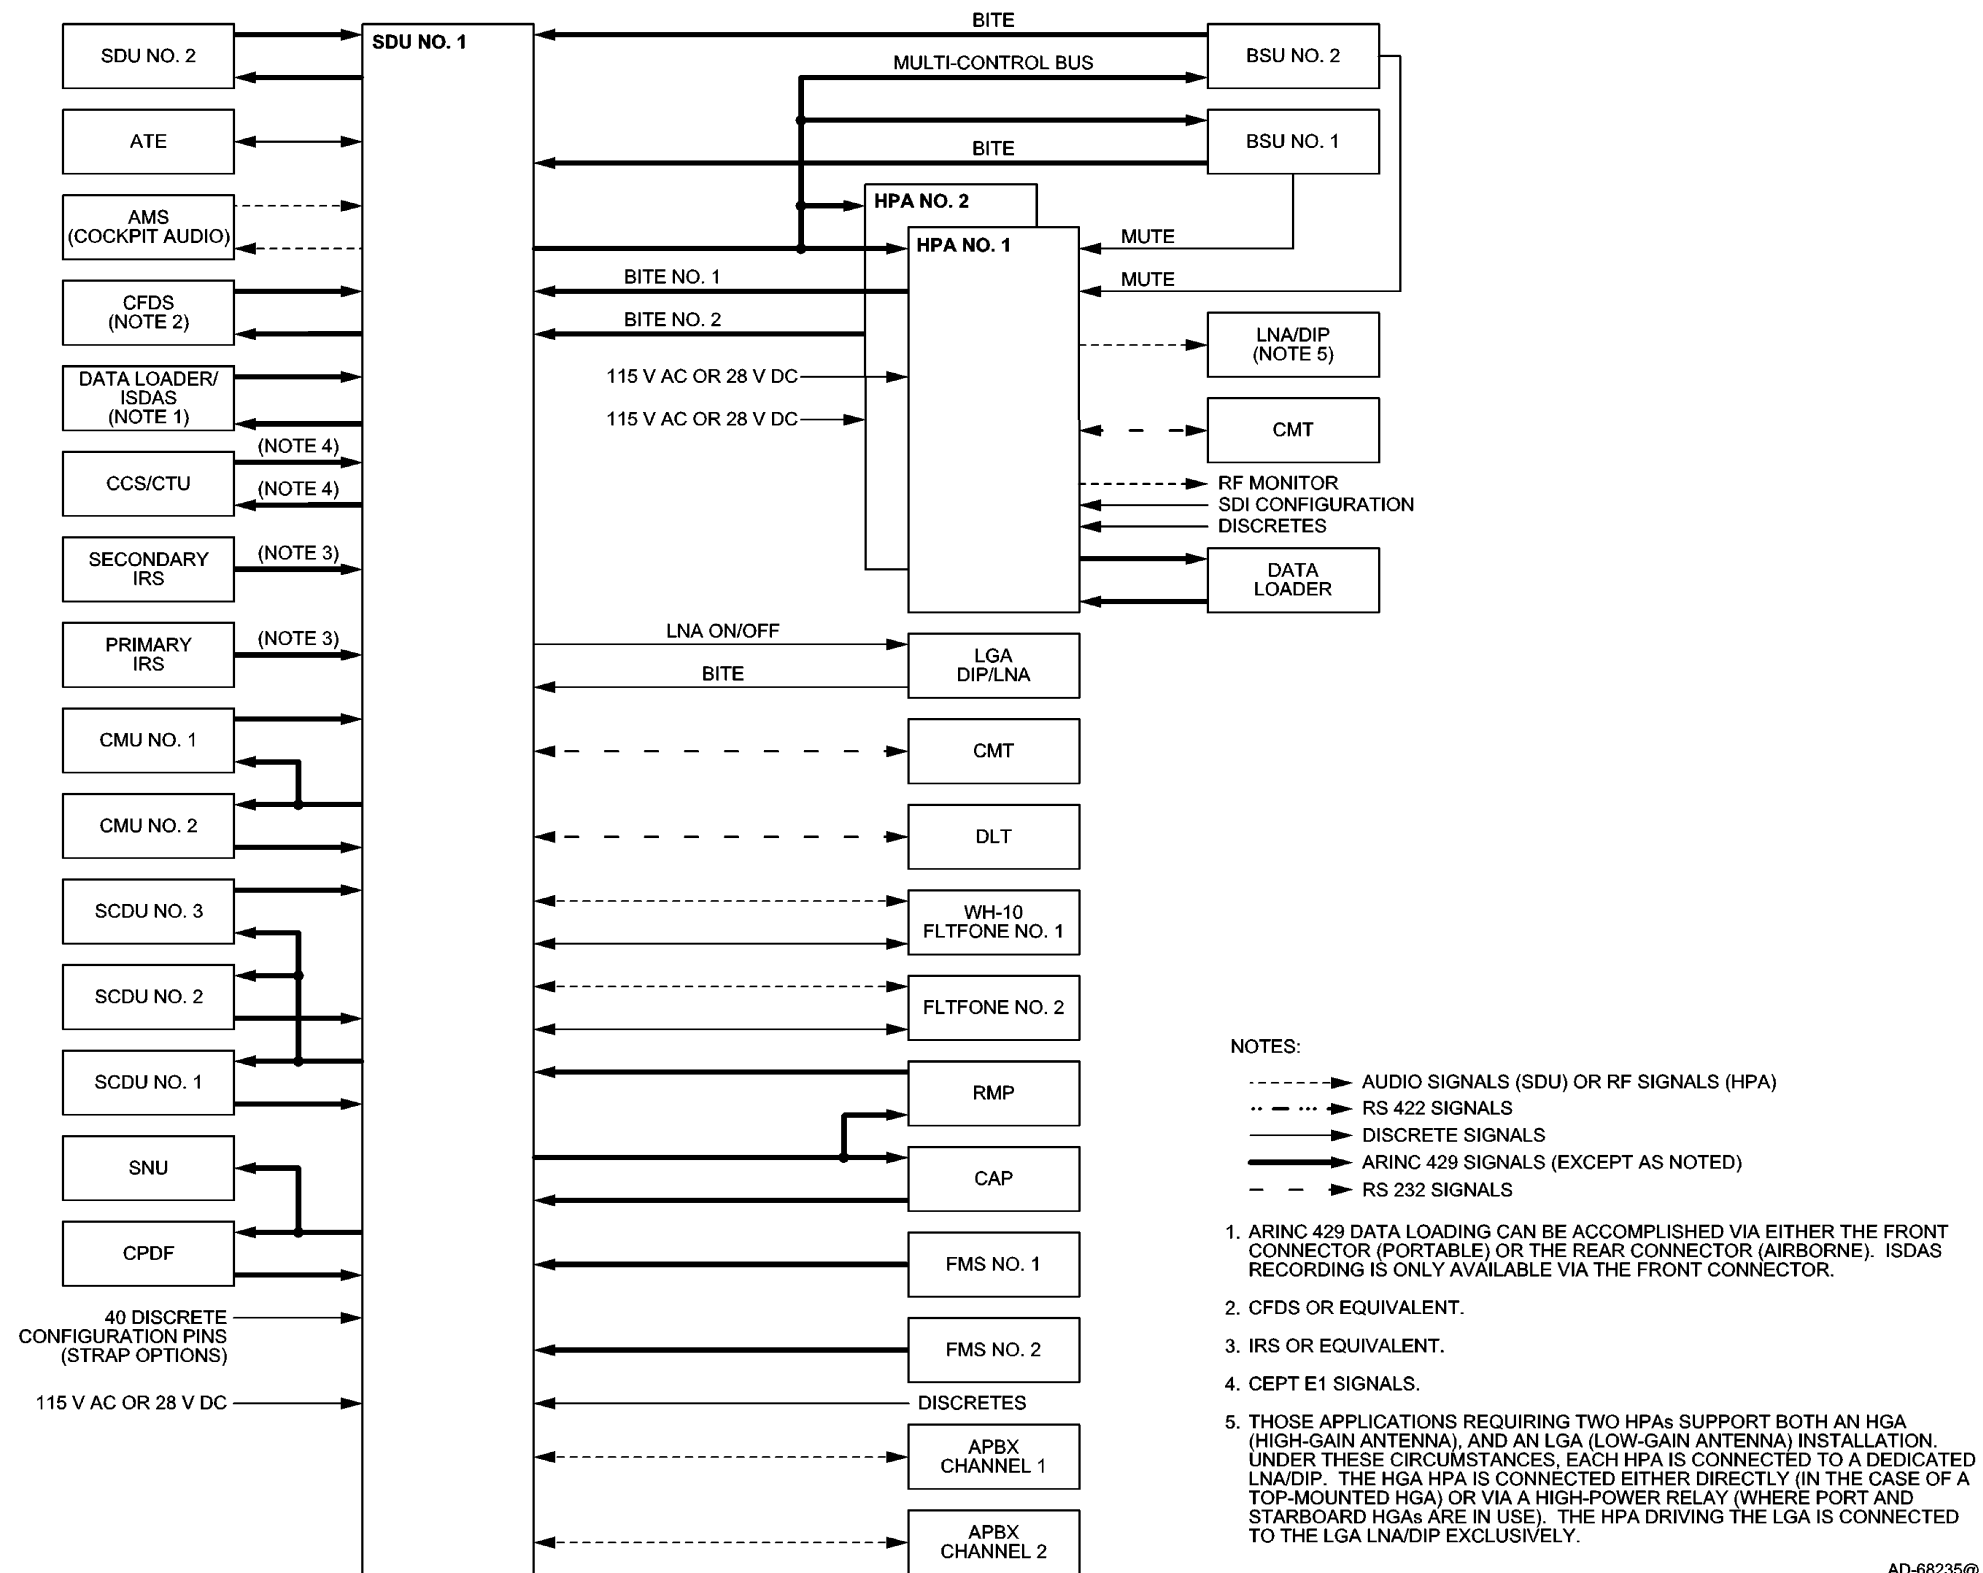 SDU NO. 2
ATE
AMS
(COCKPIT AUDIO)
CFDS
(NOTE 2)
DATA LOADER/
ISDAS
(NOTE 1)
(NOTE 4)
CCS/CTU
(NOTE 4)
SECONDARY
IRS
(NOTE 3)
PRIMARY
IRS
(NOTE 3)
CMU NO. 1
CMU NO. 2
SCDU NO. 3
SCDU NO. 2
SCDU NO. 1
SNU
CPDF
40 DISCRETE
CONFIGURATION PINS
(STRAP OPTIONS)
115 V AC OR 28 V DC
SDU NO. 1
BITE
MULTI-CONTROL BUS
BITE
BSU NO. 2
BSU NO. 1
HPA NO. 2
HPA NO. 1
BITE NO. 1
BITE NO. 2
115 V AC OR 28 V DC
115 V AC OR 28 V DC
MUTE
MUTE
LNA/DIP
(NOTE 5)
CMT
RF MONITOR
SDI CONFIGURATION
DISCRETES
DATA
LOADER
LNA ON/OFF
BITE
LGA
DIP/LNA
CMT
DLT
WH-10
FLTFONE NO. 1
FLTFONE NO. 2
RMP
CAP
FMS NO. 1
FMS NO. 2
DISCRETES
APBX
CHANNEL 1
APBX
CHANNEL 2
NOTES:
AUDIO SIGNALS (SDU) OR RF SIGNALS (HPA)
RS 422 SIGNALS
DISCRETE SIGNALS
ARINC 429 SIGNALS (EXCEPT AS NOTED)
RS 232 SIGNALS
1. ARINC 429 DATA LOADING CAN BE ACCOMPLISHED VIA EITHER THE FRONT
CONNECTOR (PORTABLE) OR THE REAR CONNECTOR (AIRBORNE). ISDAS
RECORDING IS ONLY AVAILABLE VIA THE FRONT CONNECTOR.
2. CFDS OR EQUIVALENT.
3. IRS OR EQUIVALENT.
4. CEPT E1 SIGNALS.
5. THOSE APPLICATIONS REQUIRING TWO HPAs SUPPORT BOTH AN HGA
(HIGH-GAIN ANTENNA), AND AN LGA (LOW-GAIN ANTENNA) INSTALLATION.
UNDER THESE CIRCUMSTANCES, EACH HPA IS CONNECTED TO A DEDICATED
LNA/DIP. THE HGA HPA IS CONNECTED EITHER DIRECTLY (IN THE CASE OF A
TOP-MOUNTED HGA) OR VIA A HIGH-POWER RELAY (WHERE PORT AND
STARBOARD HGAs ARE IN USE). THE HPA DRIVING THE LGA IS CONNECTED
TO THE LGA LNA/DIP EXCLUSIVELY.
AD-68235@